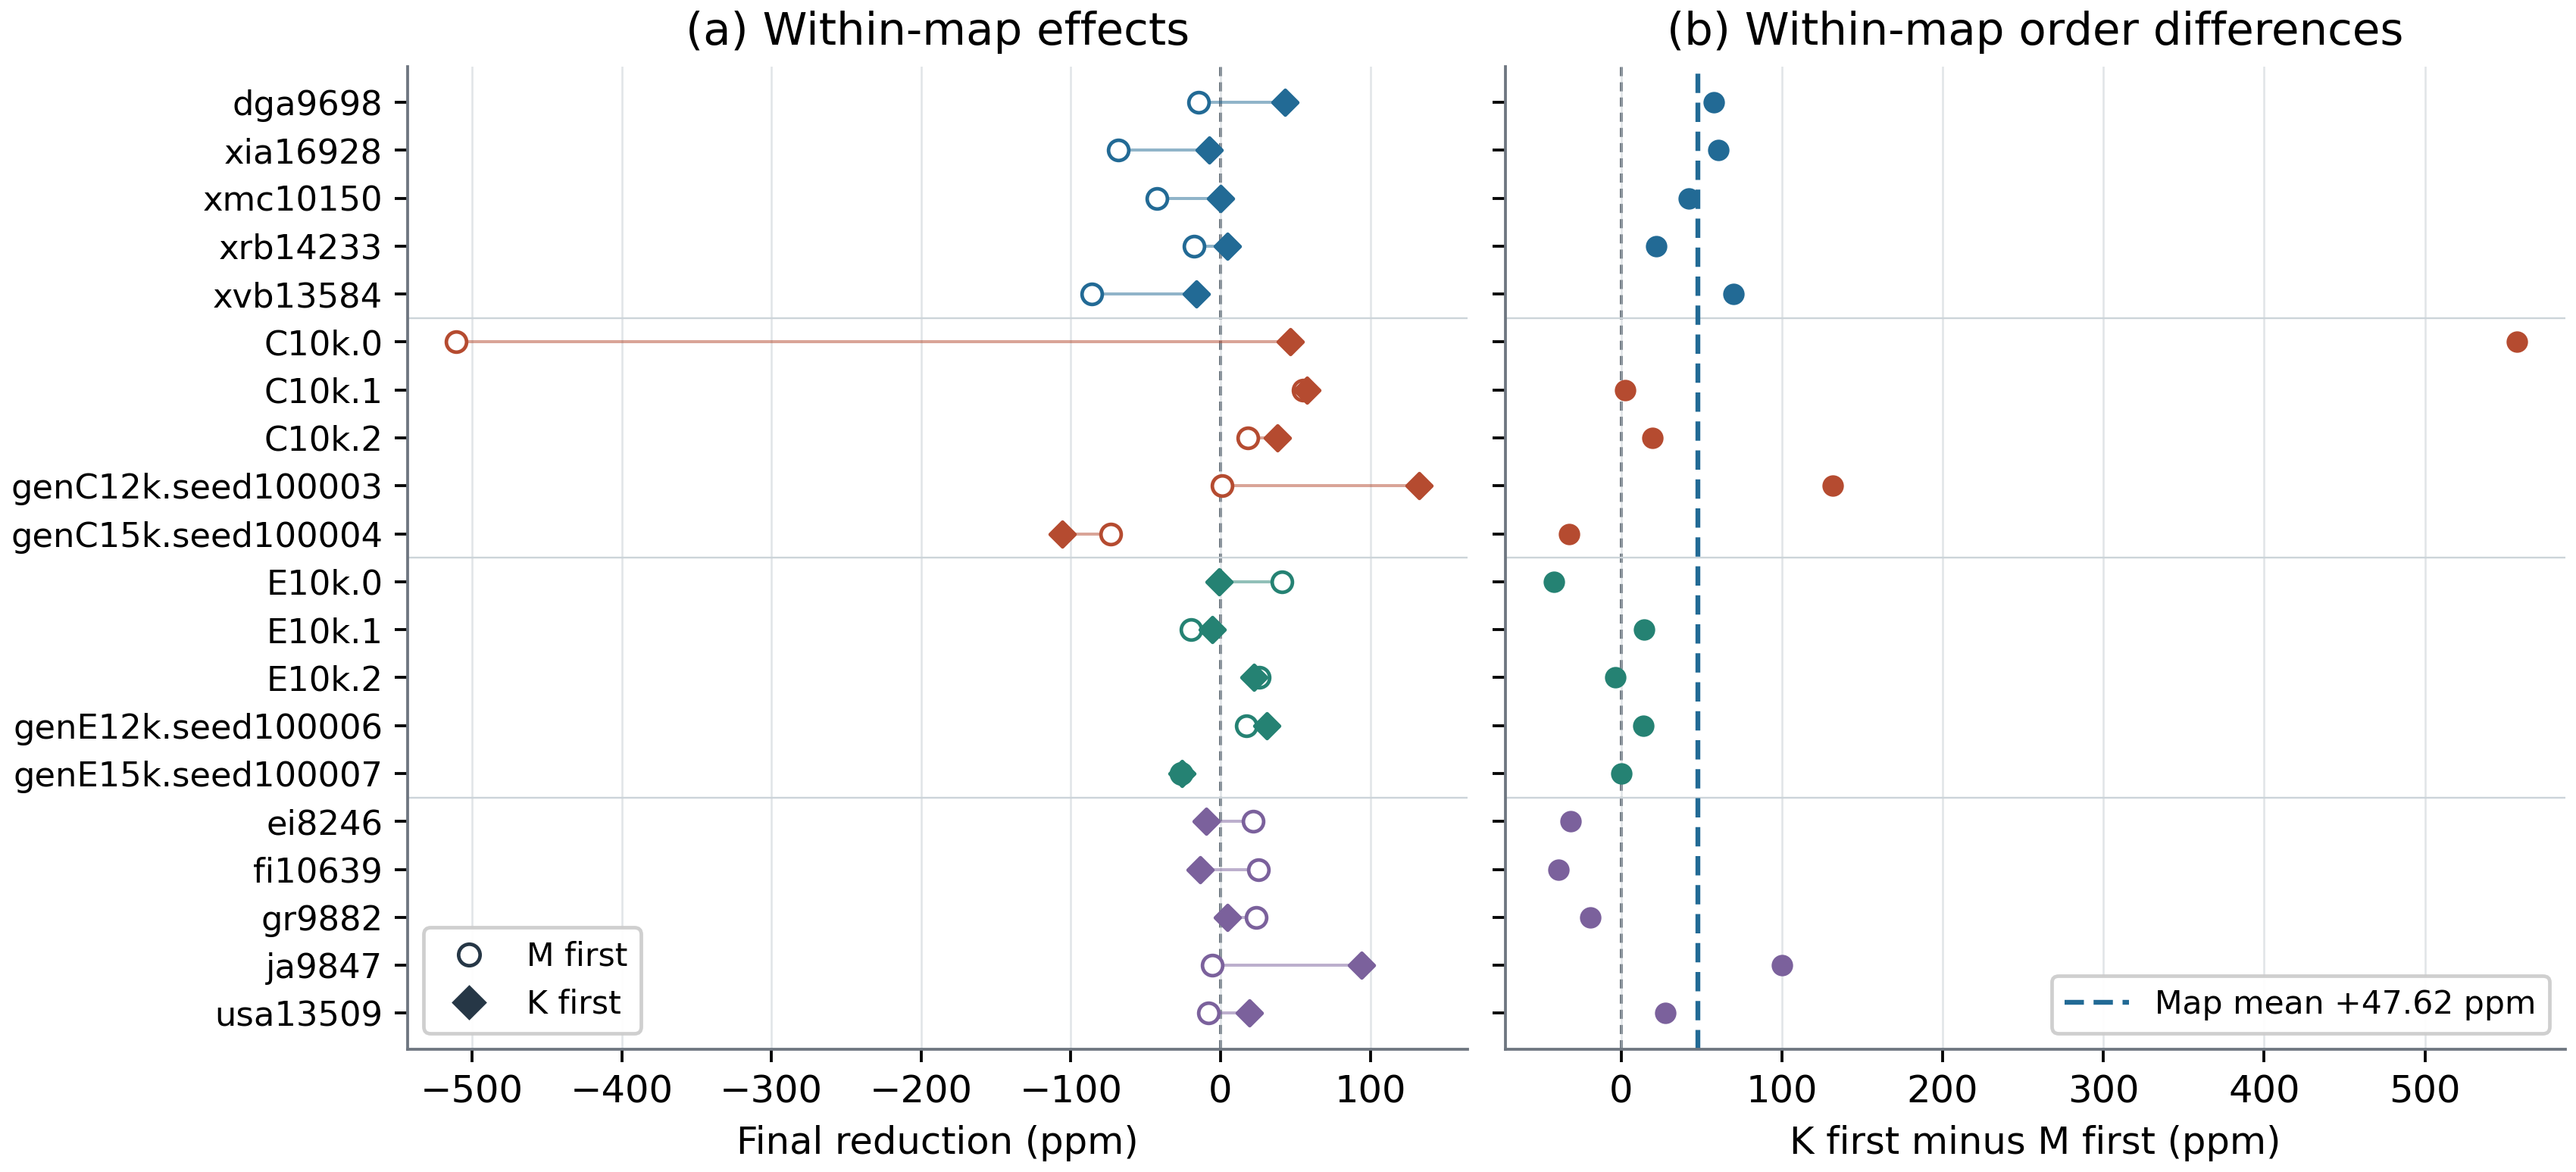 (a) Within-map effects
dga9698
xia16928
xmc10150
xrb14233
xvb13584
C10k.0
C10k.1
C10k.2
genC12k.seed100003
genC15k.seed100004
E10k.0
E10k.1
E10k.2
genE12k.seed100006
genE15k.seed100007
ei8246
fi10639
gr9882
ja9847
usa13509
M first
K first
−500 −400 −300 −200 −100 0 100
Final reduction (ppm)
(b) Within-map order differences
Map mean +47.62 ppm
0 100 200 300 400 500
K first minus M first (ppm)